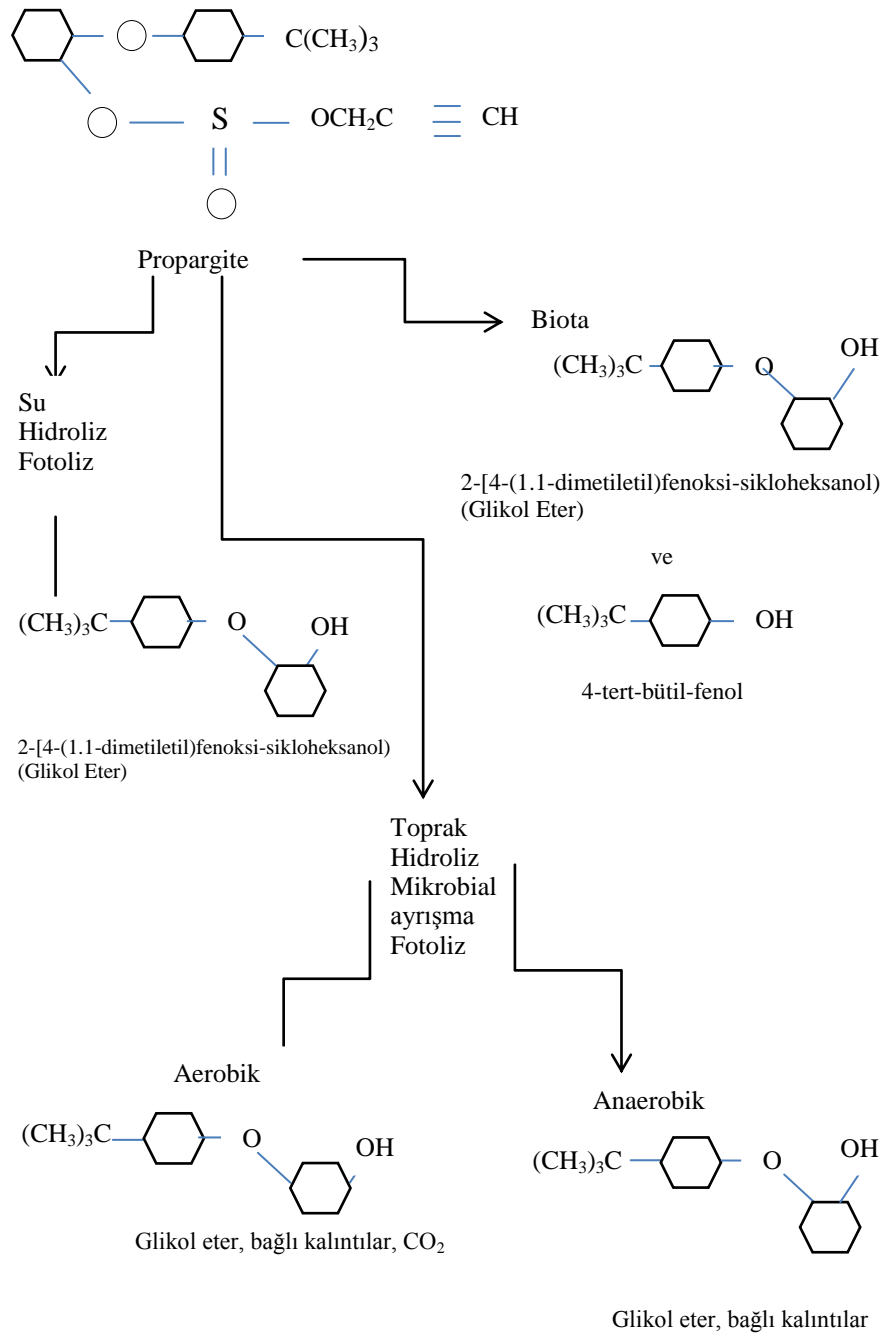 C(CH₃)₃
S OCH₂C CH
Propargite
Biota
(CH₃)₃C O OH
2-[4-(1.1-dimetiletil)fenoksi-sikloheksanol)
(Glikol Eter)
ve
(CH₃)₃C OH
4-tert-bütil-fenol
Su
Hidroliz
Fotoliz
(CH₃)₃C O OH
2-[4-(1.1-dimetiletil)fenoksi-sikloheksanol)
(Glikol Eter)
Toprak
Hidroliz
Mikrobial
ayrışma
Fotoliz
Aerobik
(CH₃)₃C O OH
Glikol eter, bağlı kalıntılar, CO₂
Anaerobik
(CH₃)₃C O OH
Glikol eter, bağlı kalıntılar